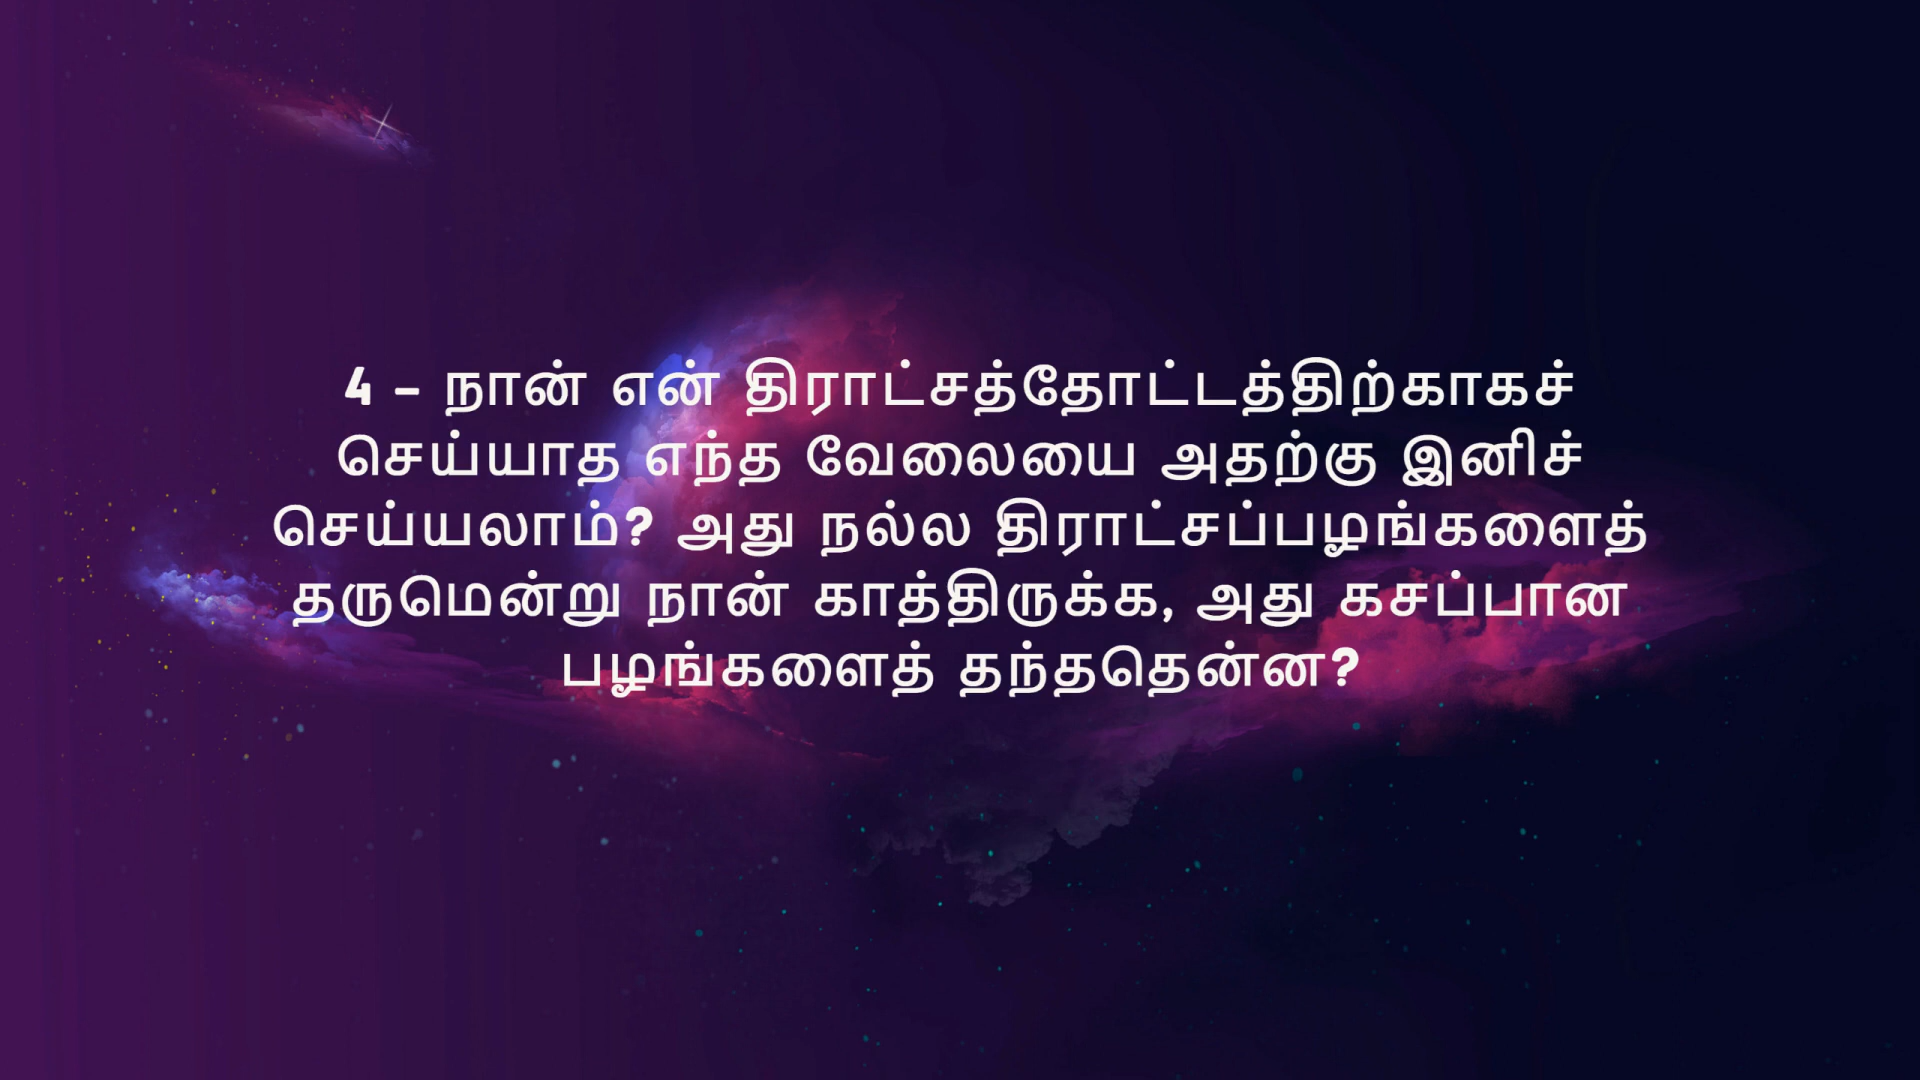 4 – நான் என் திராட்சத்தோட்டத்திற்காகச்
செய்யாத எந்த வேலையை அதற்கு இனிச்
செய்யலாம்? அது நல்ல திராட்சப்பழங்களைத்
தருமென்று நான் காத்திருக்க, அது கசப்பான
பழங்களைத் தந்ததென்ன?